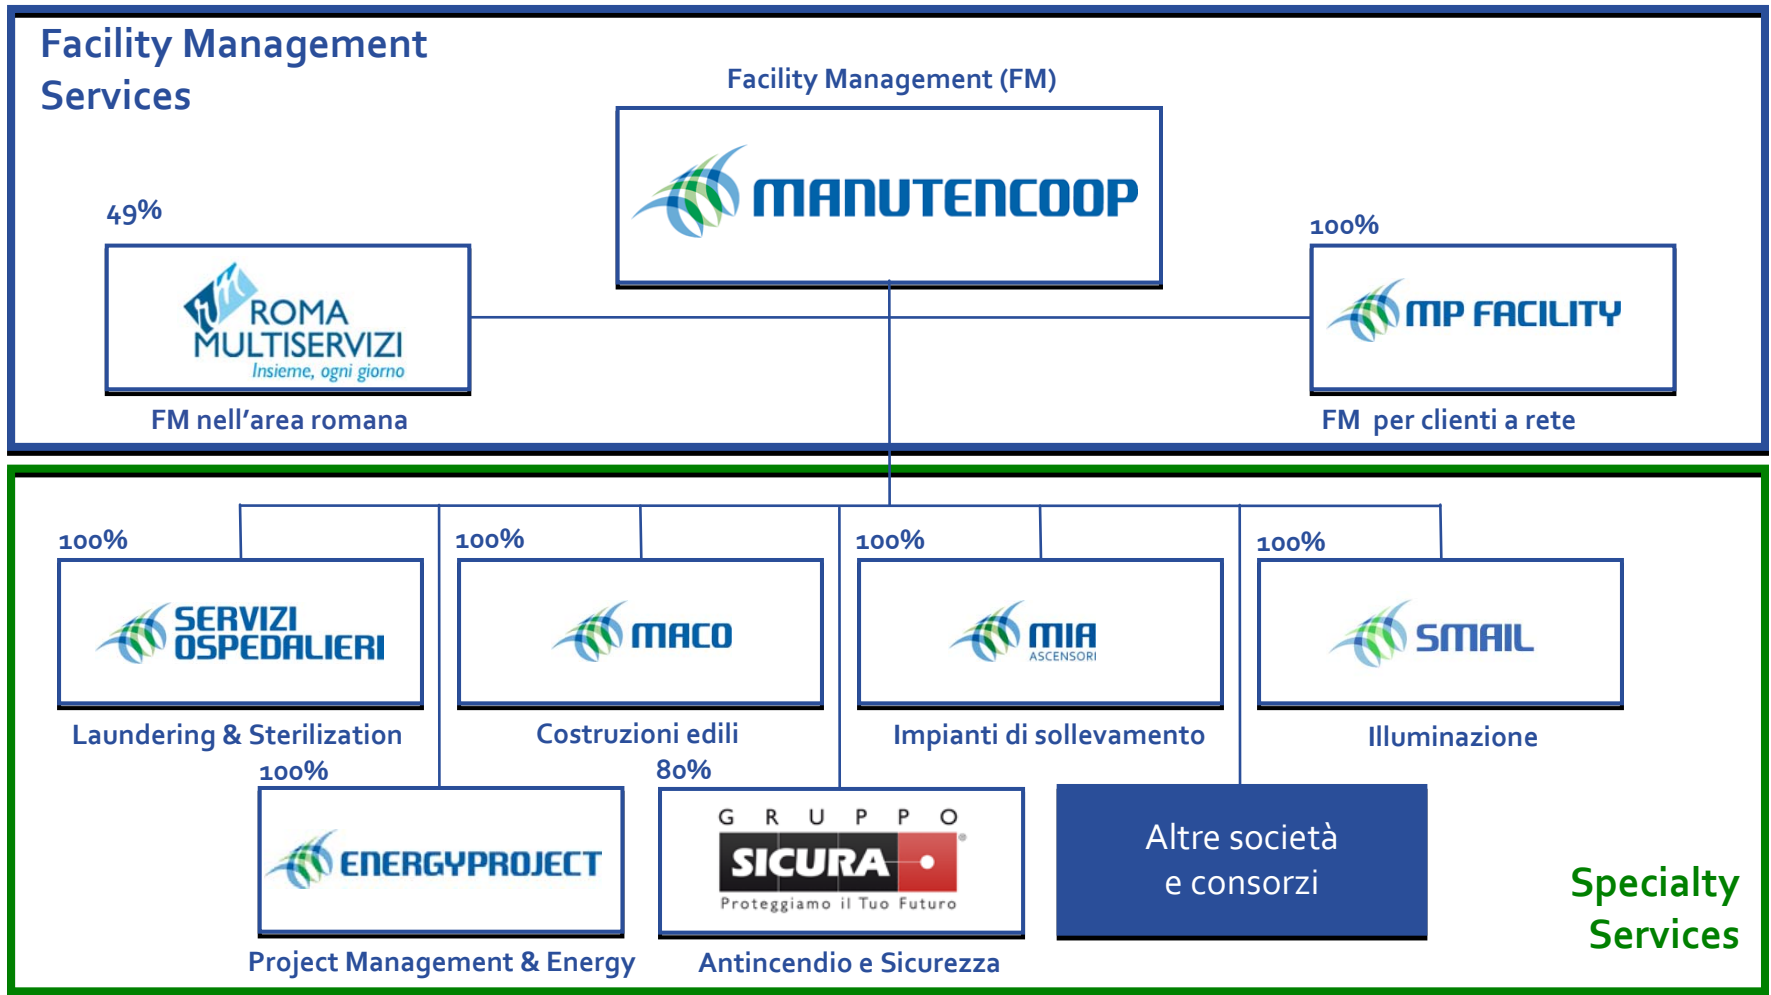 Facility Management
Services
Facility Management (FM)
MANUTENCOOP
49%
ROMA
MULTISERVIZI
Insieme, ogni giorno
FM nell'area romana
100%
MP FACILITY
FM per clienti a rete
100%
SERVIZI
OSPEDALIERI
Laundering & Sterilization
100%
MACO
Costruzioni edili
100%
MIA
ASCENSORI
Impianti di sollevamento
100%
SMAIL
Illuminazione
100%
ENERGYPROJECT
Project Management & Energy
80%
GRUPPO
SICURA®
Proteggiamo il Tuo Futuro
Antincendio e Sicurezza
Altre società
e consorzi
Specialty
Services